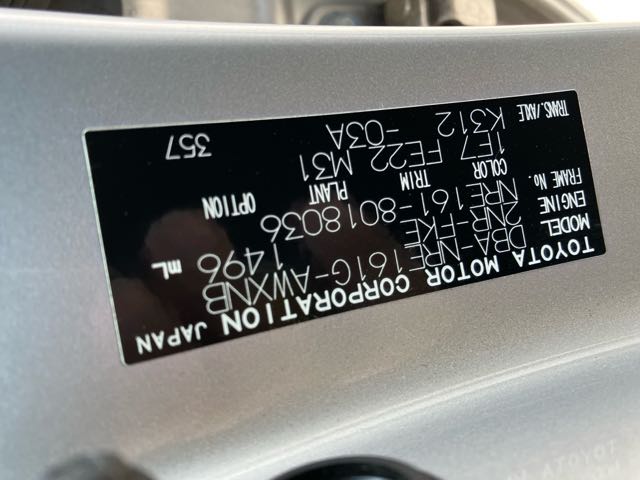 TOYOTA MOTOR CORPORATION JAPAN
MODEL DBA-NRE161G-AWXNB
ENGINE 2NR-FKE 1496 mL
FRAME No. NRE161-8018036
COLOR TRIM PLANT OPTION
1E7 FE22 M31
TRANS./AXLE K312 -03A
357